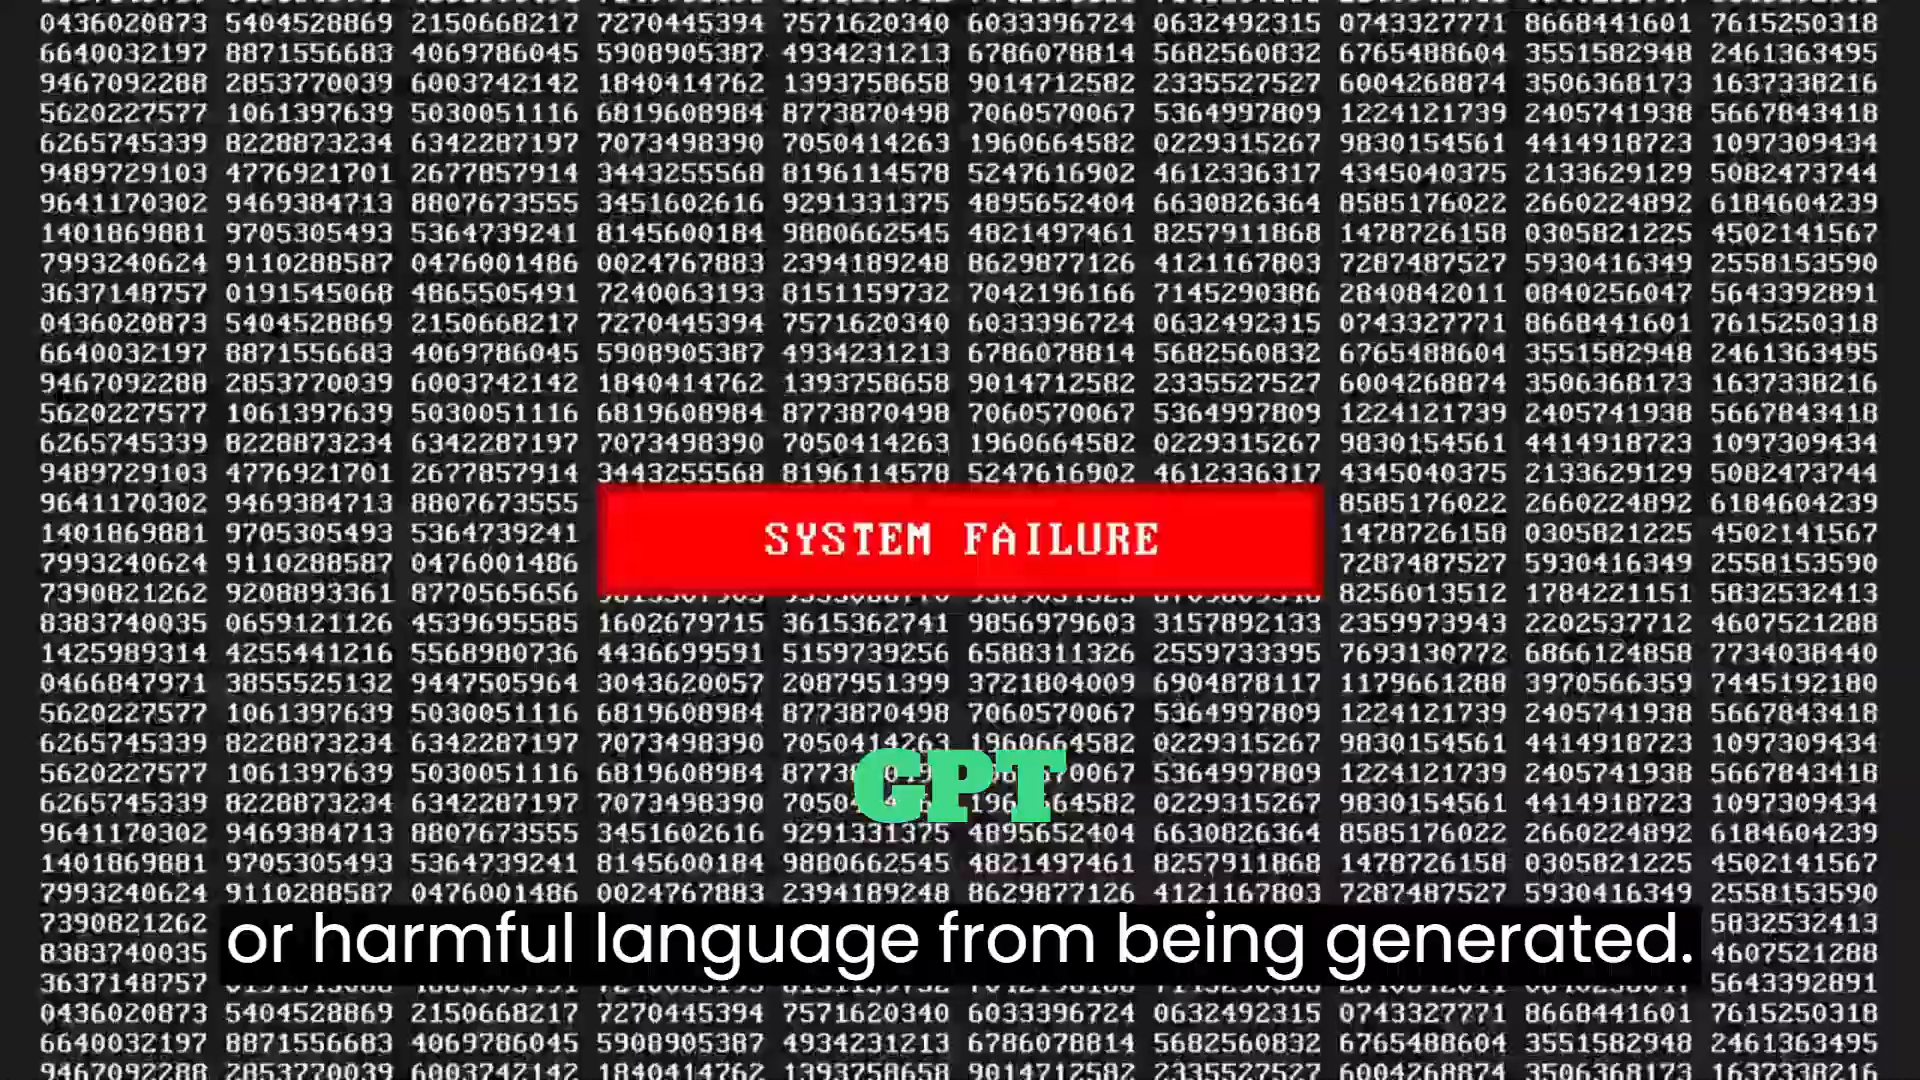 0436020873 5404528869 2150668217 7270445394 7571620340 6033396724 0632492315 0743327771 8668441601 7615250318
6640032197 8871556683 4069786045 5908905387 4934231213 6786078814 5682560832 6765488604 3551582948 2461363495
9467092288 2853770039 6003742142 1840414762 1393758658 9014712582 2335527527 6004268874 3506368173 1637338216
5620227577 1061397639 5030051116 6819608984 8773870498 7060570067 5364997809 1224121739 2405741938 5667843418
6265745339 8228873234 6342287197 7073498390 7050414263 1960664582 0229315267 9830154561 4414918723 1097309434
9489729103 4776921701 2677857914 3443255568 8196114578 5247616902 4612336317 4345040375 2133629129 5082473744
9641170302 9469384713 8807673555 3451602616 9291331375 4895652404 6630826364 8585176022 2660224892 6184604239
1401869881 9705305493 5364739241 8145600184 9880662545 4821497461 8257911868 1478726158 0305821225 4502141567
7993240624 9110288587 0476001486 0024767883 2394189248 8629877126 4121167803 7287487527 5930416349 2558153590
3637148757 0191545068 4865505491 7240063193 8151159732 7042196166 7145290386 2840842011 0840256047 5643392891
0436020873 5404528869 2150668217 7270445394 7571620340 6033396724 0632492315 0743327771 8668441601 7615250318
6640032197 8871556683 4069786045 5908905387 4934231213 6786078814 5682560832 6765488604 3551582948 2461363495
9467092288 2853770039 6003742142 1840414762 1393758658 9014712582 2335527527 6004268874 3506368173 1637338216
5620227577 1061397639 5030051116 6819608984 8773870498 7060570067 5364997809 1224121739 2405741938 5667843418
6265745339 8228873234 6342287197 7073498390 7050414263 1960664582 0229315267 9830154561 4414918723 1097309434
9489729103 4776921701 2677857914 3443255568 8196114578 5247616902 4612336317 4345040375 2133629129 5082473744
9641170302 9469384713 8807673555 8585176022 2660224892 6184604239
1401869881 9705305493 5364739241 SYSTEM FAILURE 1478726158 0305821225 4502141567
7993240624 9110288587 0476001486 7287487527 5930416349 2558153590
7390821262 9208893361 8770565656 8256013512 1784221151 5832532413
8383740035 0659121126 4539695585 1602679715 3615362741 9856979603 3157892133 2359973943 2202537712 4607521288
1425989314 4255441216 5568980736 4436699591 5159739256 6588311326 2559733395 7693130772 6866124858 7734038440
0466847971 3855525132 9447505964 3043620057 2087951399 3721804009 6904878117 1179661288 3970566359 7445192180
5620227577 1061397639 5030051116 6819608984 8773870498 7060570067 5364997809 1224121739 2405741938 5667843418
6265745339 8228873234 6342287197 7073498390 7050414263 1960664582 0229315267 9830154561 4414918723 1097309434
5620227577 1061397639 5030051116 6819608984 5364997809 1224121739 2405741938 5667843418
GPT
6265745339 8228873234 6342287197 7073498390 0229315267 9830154561 4414918723 1097309434
9641170302 9469384713 8807673555 3451602616 9291331375 4895652404 6630826364 8585176022 2660224892 6184604239
1401869881 9705305493 5364739241 8145600184 9880662545 4821497461 8257911868 1478726158 0305821225 4502141567
7993240624 9110288587 0476001486 0024767883 2394189248 8629877126 4121167803 7287487527 5930416349 2558153590
7390821262 5832532413
or harmful language from being generated.
8383740035 4607521288
3637148757 5643392891
0436020873 5404528869 2150668217 7270445394 7571620340 6033396724 0632492315 0743327771 8668441601 7615250318
6640032197 8871556683 4069786045 5908905387 4934231213 6786078814 5682560832 6765488604 3551582948 2461363495
9467092288 2853770039 6003742142 1840414762 1393758658 9014712582 2335527527 6004268874 3506368173 1637338216